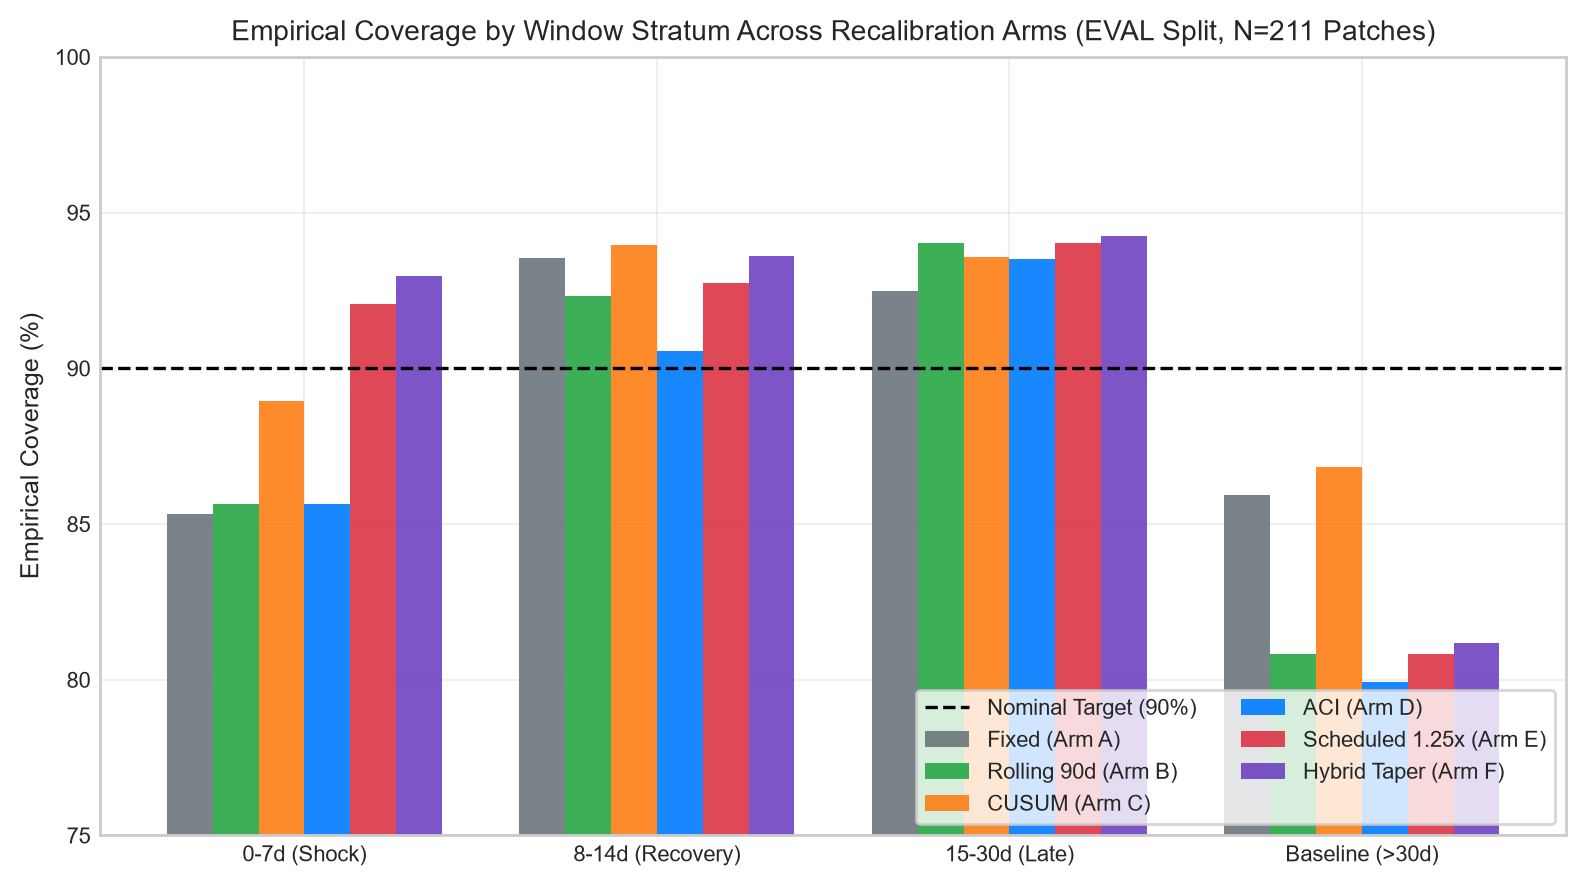 Empirical Coverage by Window Stratum Across Recalibration Arms (EVAL Split, N=211 Patches)
Empirical Coverage (%)
100
95
90
85
80
75
0-7d (Shock)
8-14d (Recovery)
15-30d (Late)
Baseline (>30d)
Nominal Target (90%)
Fixed (Arm A)
Rolling 90d (Arm B)
CUSUM (Arm C)
ACI (Arm D)
Scheduled 1.25x (Arm E)
Hybrid Taper (Arm F)